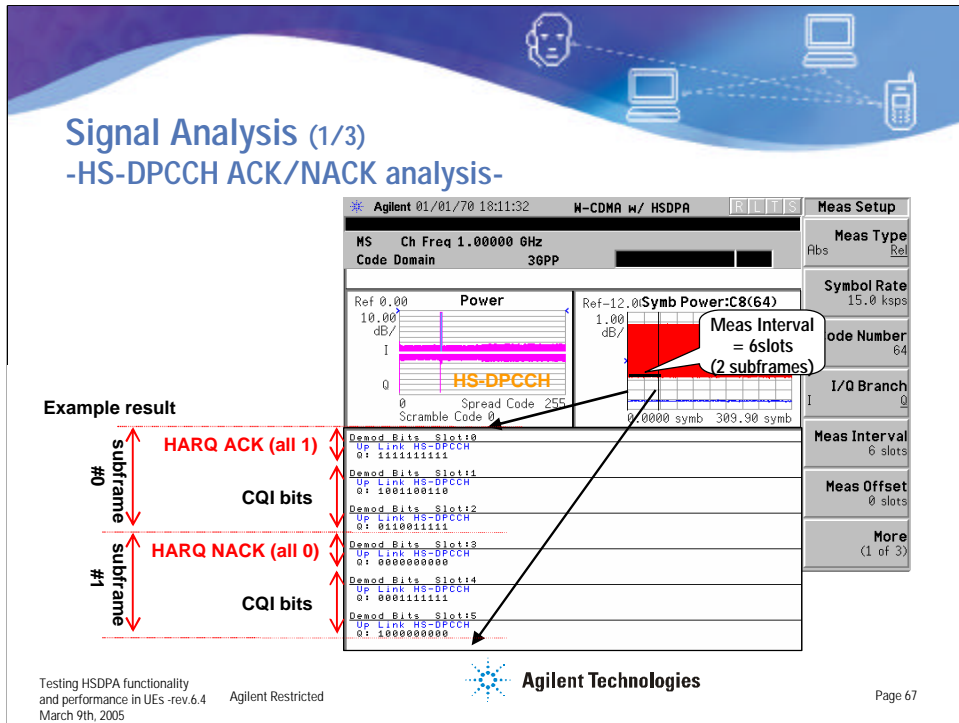 Signal Analysis (1/3)
-HS-DPCCH ACK/NACK analysis-
Agilent 01/01/70 18:11:32 W-CDMA w/ HSDPA R L T S
MS Ch Freq 1.00000 GHz
Code Domain 3GPP
Ref 0.00 Power
10.00
dB/
I
Q
HS-DPCCH
0 Spread Code 255
Scramble Code 0
Ref-12.00 Symb Power:C8(64)
1.00
dB/
Meas Interval
= 6slots
(2 subframes)
0.0000 symb 309.90 symb
Meas Setup
Meas Type
Abs Rel
Symbol Rate
15.0 ksps
ode Number
64
I/Q Branch
I Q
Meas Interval
6 slots
Meas Offset
0 slots
More
(1 of 3)
Example result
subframe
#0
HARQ ACK (all 1)
CQI bits
subframe
#1
HARQ NACK (all 0)
CQI bits
Demod Bits Slot:0
Up Link HS-DPCCH
Q: 1111111111
Demod Bits Slot:1
Up Link HS-DPCCH
Q: 1001100110
Demod Bits Slot:2
Up Link HS-DPCCH
Q: 0110011111
Demod Bits Slot:3
Up Link HS-DPCCH
Q: 0000000000
Demod Bits Slot:4
Up Link HS-DPCCH
Q: 0001111111
Demod Bits Slot:5
Up Link HS-DPCCH
Q: 1000000000
Testing HSDPA functionality
and performance in UEs -rev.6.4
March 9th, 2005
Agilent Restricted
Agilent Technologies
Page 67